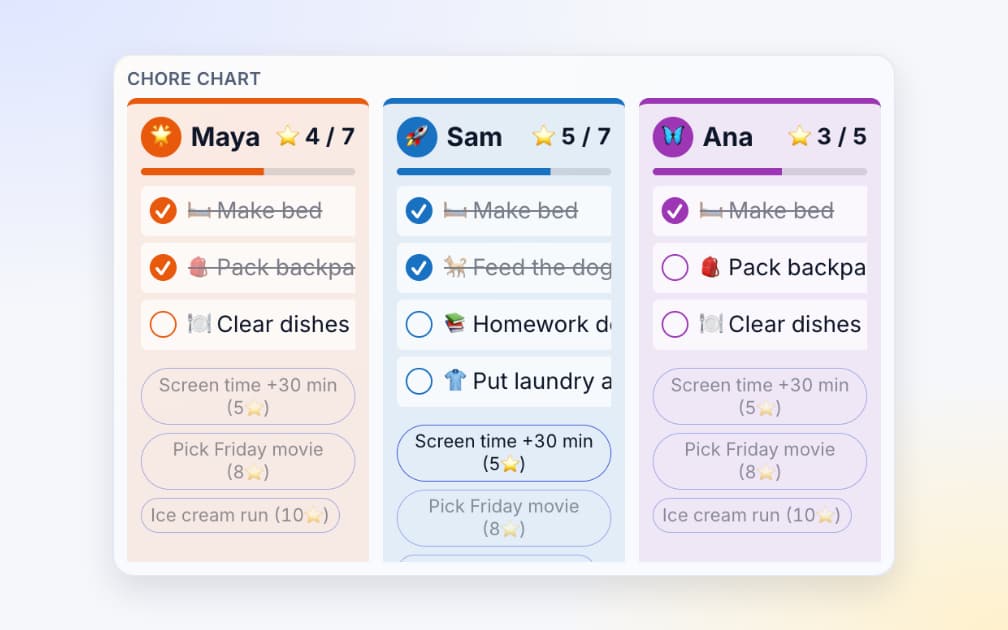 CHORE CHART
Maya ⭐ 4 / 7
Make bed
Pack backpa
Clear dishes
Screen time +30 min
(5⭐)
Pick Friday movie
(8⭐)
Ice cream run (10⭐)
Sam ⭐ 5 / 7
Make bed
Feed the dog
Homework d
Put laundry a
Screen time +30 min
(5⭐)
Pick Friday movie
(8⭐)
Ana ⭐ 3 / 5
Make bed
Pack backpa
Clear dishes
Screen time +30 min
(5⭐)
Pick Friday movie
(8⭐)
Ice cream run (10⭐)